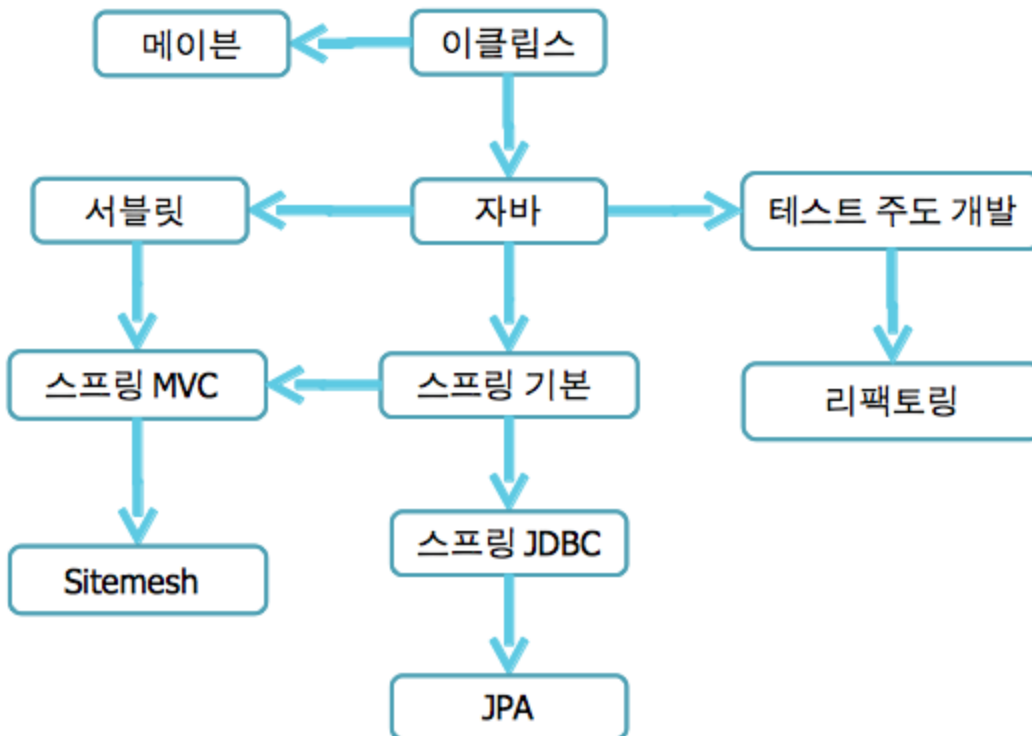 메이븐
이클립스
서블릿
자바
테스트 주도 개발
스프링 MVC
스프링 기본
리팩토링
스프링 JDBC
Sitemesh
JPA